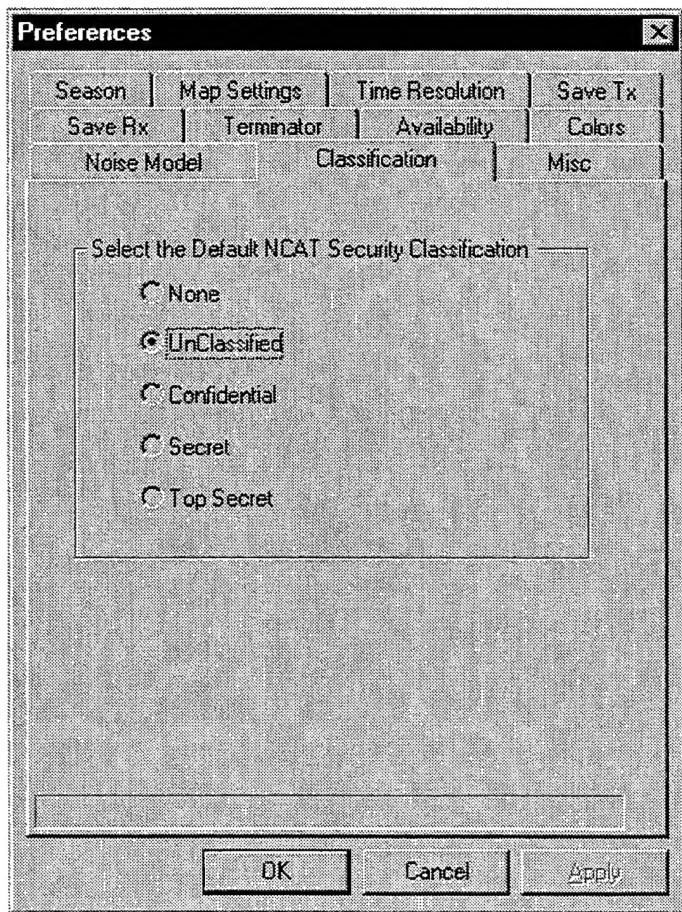 Preferences
Season Map Settings Time Resolution Save Tx
Save Rx Terminator Availability Colors
Noise Model Classification Misc
Select the Default NCAT Security Classification
None
UnClassified
Confidential
Secret
Top Secret
OK Cancel Apply